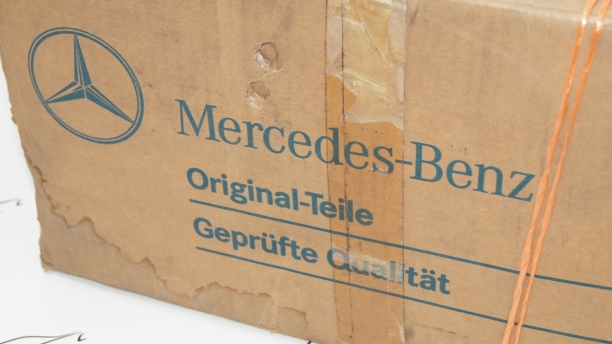 Mercedes-Benz
Original-Teile
Geprüfte Qualität